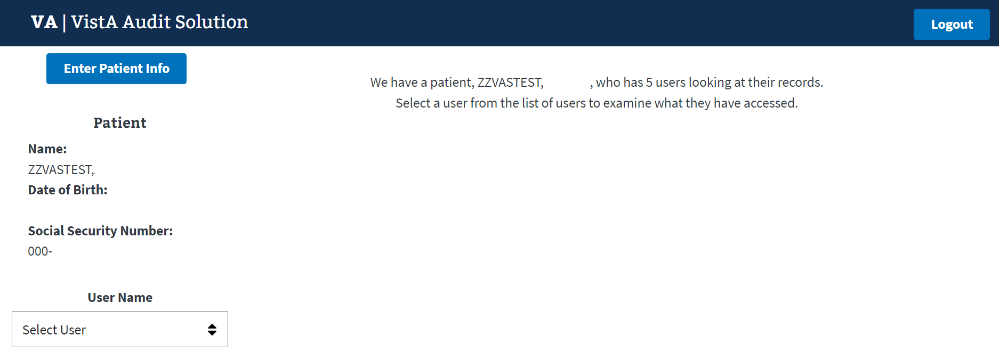 VA | VistA Audit Solution
Logout
Enter Patient Info
We have a patient, ZZVASTEST, , who has 5 users looking at their records.
Select a user from the list of users to examine what they have accessed.
Patient
Name:
ZZVASTEST,
Date of Birth:
Social Security Number:
000-
User Name
Select User